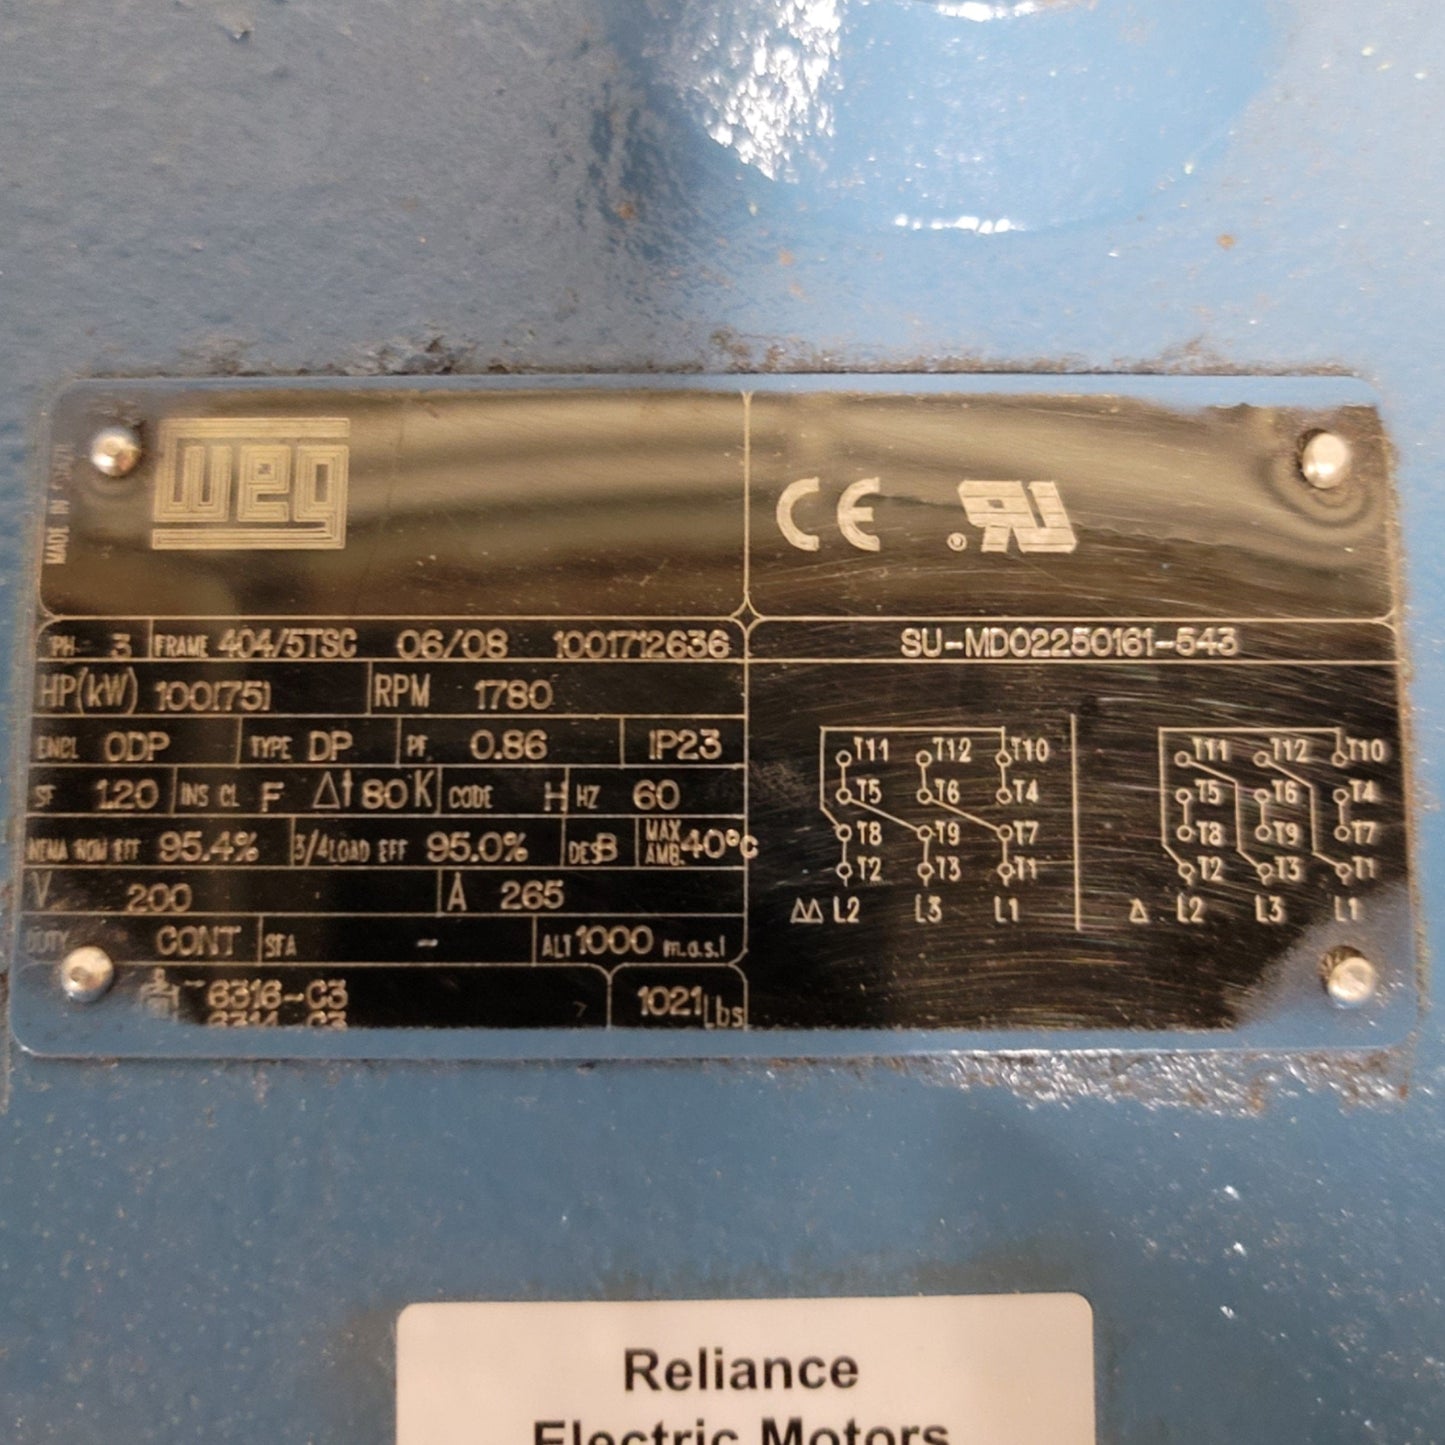 MADE IN
weg
CE ® RU
PH 3 FRAME 404/5TSC 06/08 1001712636
HP(kW) 100(75) RPM 1780
ENCL ODP TYPE DP PF 0.86 IP23
SF 1.20 INS CL F Δt 80K CODE H HZ 60
NEMA NOM EFF 95.4% 3/4LOAD EFF 95.0% DES B MAX AMB. 40°C
V 200 A 265
DUTY CONT SFA - ALT 1000 m.a.s.l
6316-C3 1021Lbs
6314-C3
SU-MD02250161-543
T11 T12 T10
T5 T6 T4
T8 T9 T7
T2 T3 T1
ΔΔ L2 L3 L1
T11 T12 T10
T5 T6 T4
T8 T9 T7
T2 T3 T1
Δ L2 L3 L1
Reliance
Electric Motors